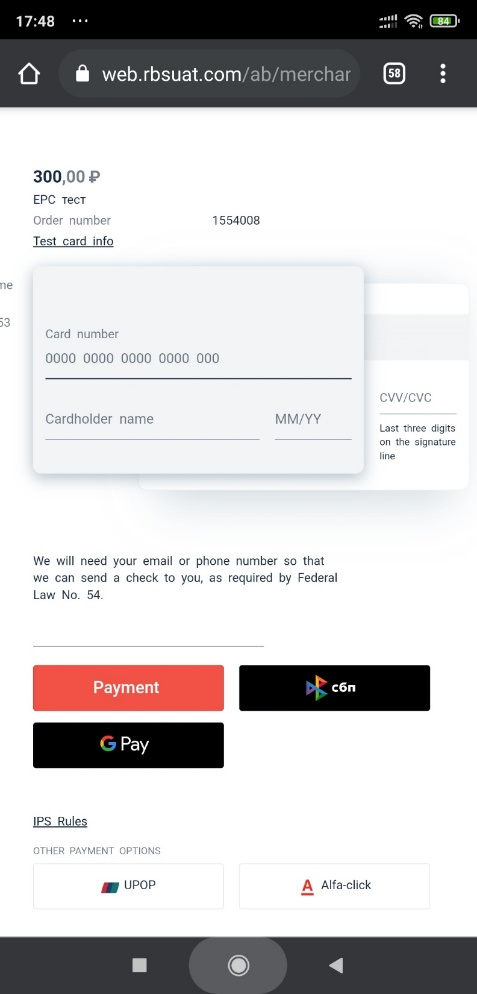 17:48 ... 84
web.rbsuat.com/ab/merchar 58
300,00 ₽
ЕРС тест
Order number 1554008
Test card info
me
53
Card number
0000 0000 0000 0000 000
Cardholder name MM/YY
CVV/CVC
Last three digits
on the signature
line
We will need your email or phone number so that
we can send a check to you, as required by Federal
Law No. 54.
Payment сбп
G Pay
IPS Rules
OTHER PAYMENT OPTIONS
UPOP A Alfa-click